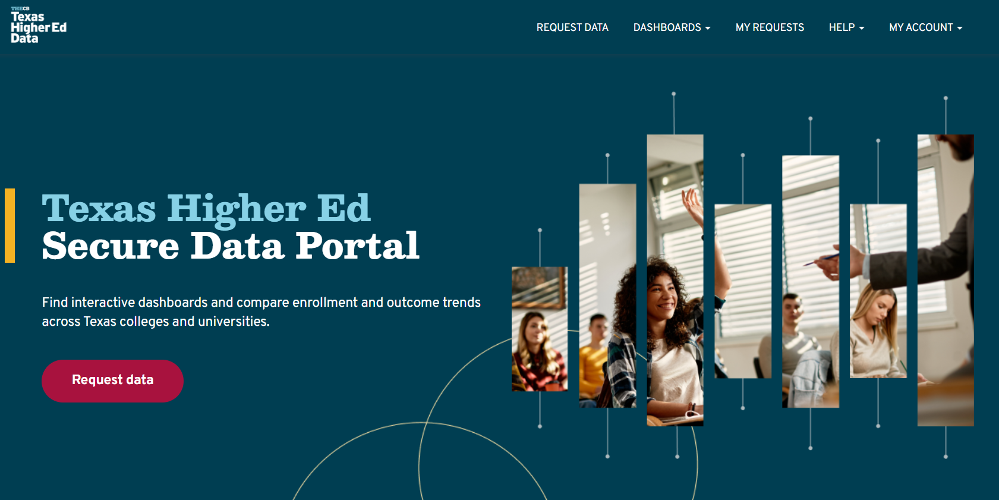 THECB
Texas
Higher Ed
Data
REQUEST DATA
DASHBOARDS
MY REQUESTS
HELP
MY ACCOUNT
Texas Higher Ed
Secure Data Portal
Find interactive dashboards and compare enrollment and outcome trends
across Texas colleges and universities.
Request data